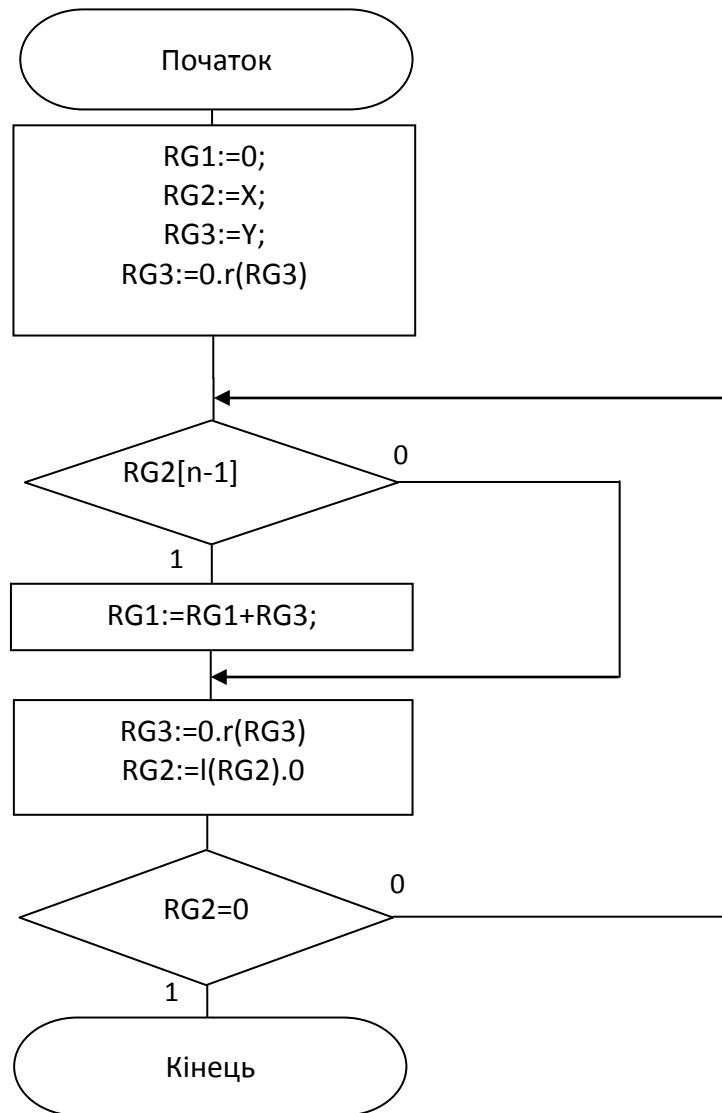 Початок
RG1:=0;
RG2:=X;
RG3:=Y;
RG3:=0.r(RG3)
RG2[n-1]
0
1
RG1:=RG1+RG3;
RG3:=0.r(RG3)
RG2:=l(RG2).0
RG2=0
0
1
Кінець